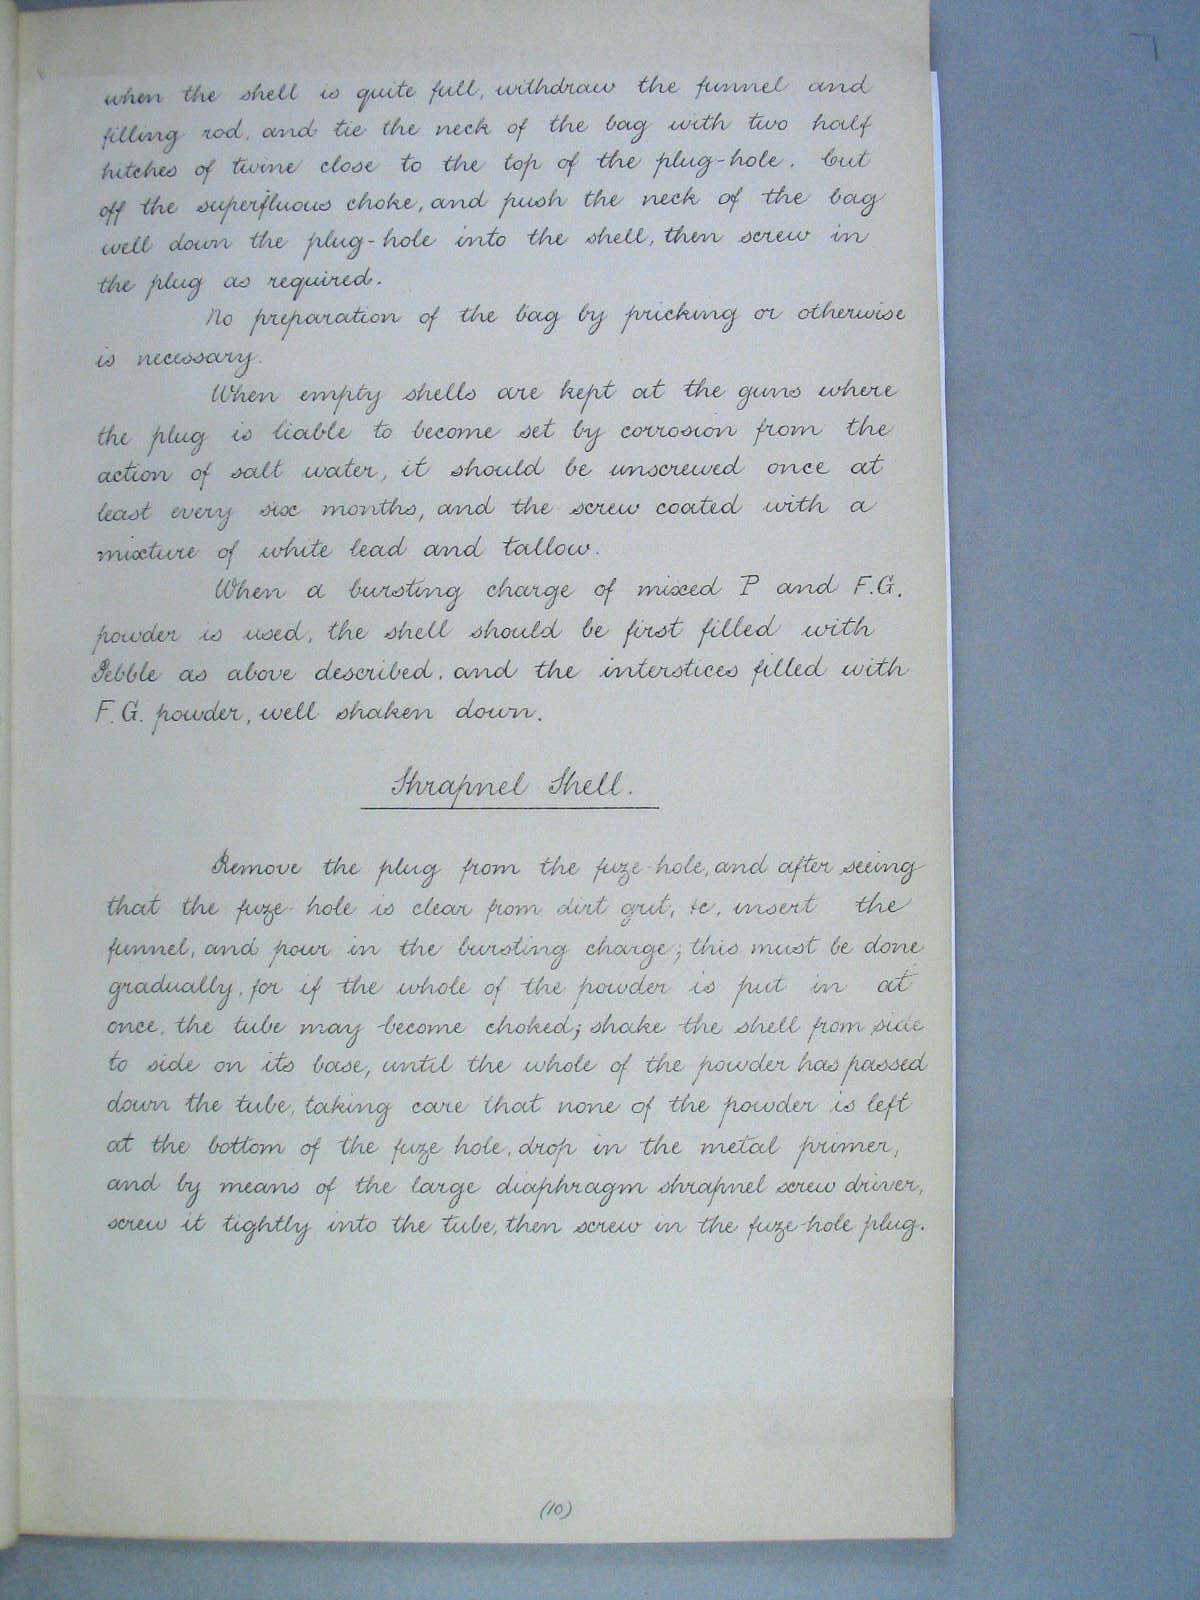 when the shell is quite full, withdraw the funnel and
filling rod, and tie the neck of the bag with two half
hitches of twine close to the top of the plug-hole. Cut
off the superfluous choke, and push the neck of the bag
well down the plug-hole into the shell, then screw in
the plug as required.
No preparation of the bag by pricking or otherwise
is necessary.
When empty shells are kept at the guns where
the plug is liable to become set by corrosion from the
action of salt water, it should be unscrewed once at
least every six months, and the screw coated with a
mixture of white lead and tallow.
When a bursting charge of mixed P and F.G.
powder is used, the shell should be first filled with
Pebble as above described, and the interstices filled with
F.G. powder, well shaken down.
Shrapnel Shell.
Remove the plug from the fuze-hole, and after seeing
that the fuze-hole is clear from dirt grit, &c, insert the
funnel, and pour in the bursting charge; this must be done
gradually, for if the whole of the powder is put in at
once, the tube may become choked; shake the shell from side
to side on its base, until the whole of the powder has passed
down the tube, taking care that none of the powder is left
at the bottom of the fuze hole, drop in the metal primer,
and by means of the large diaphragm shrapnel screw driver,
screw it tightly into the tube, then screw in the fuze-hole plug.
(10)